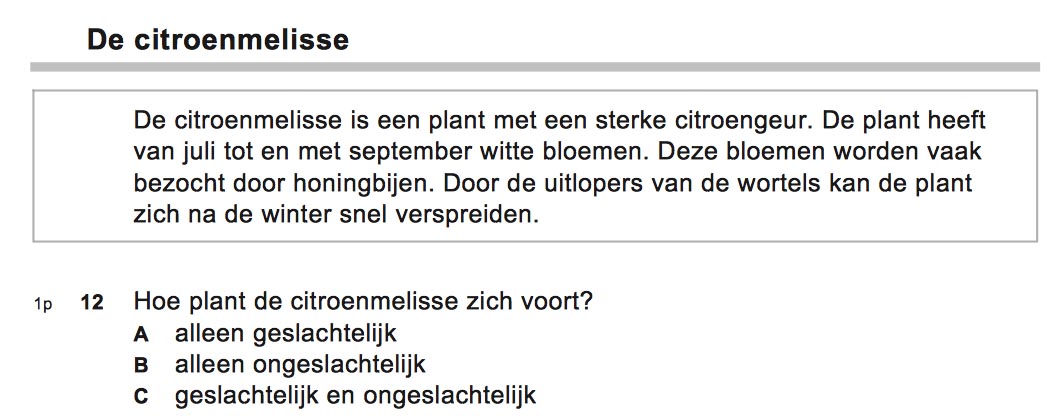 De citroenmelisse
De citroenmelisse is een plant met een sterke citroengeur. De plant heeft
van juli tot en met september witte bloemen. Deze bloemen worden vaak
bezocht door honingbijen. Door de uitlopers van de wortels kan de plant
zich na de winter snel verspreiden.
1p 12 Hoe plant de citroenmelisse zich voort?
A alleen geslachtelijk
B alleen ongeslachtelijk
C geslachtelijk en ongeslachtelijk